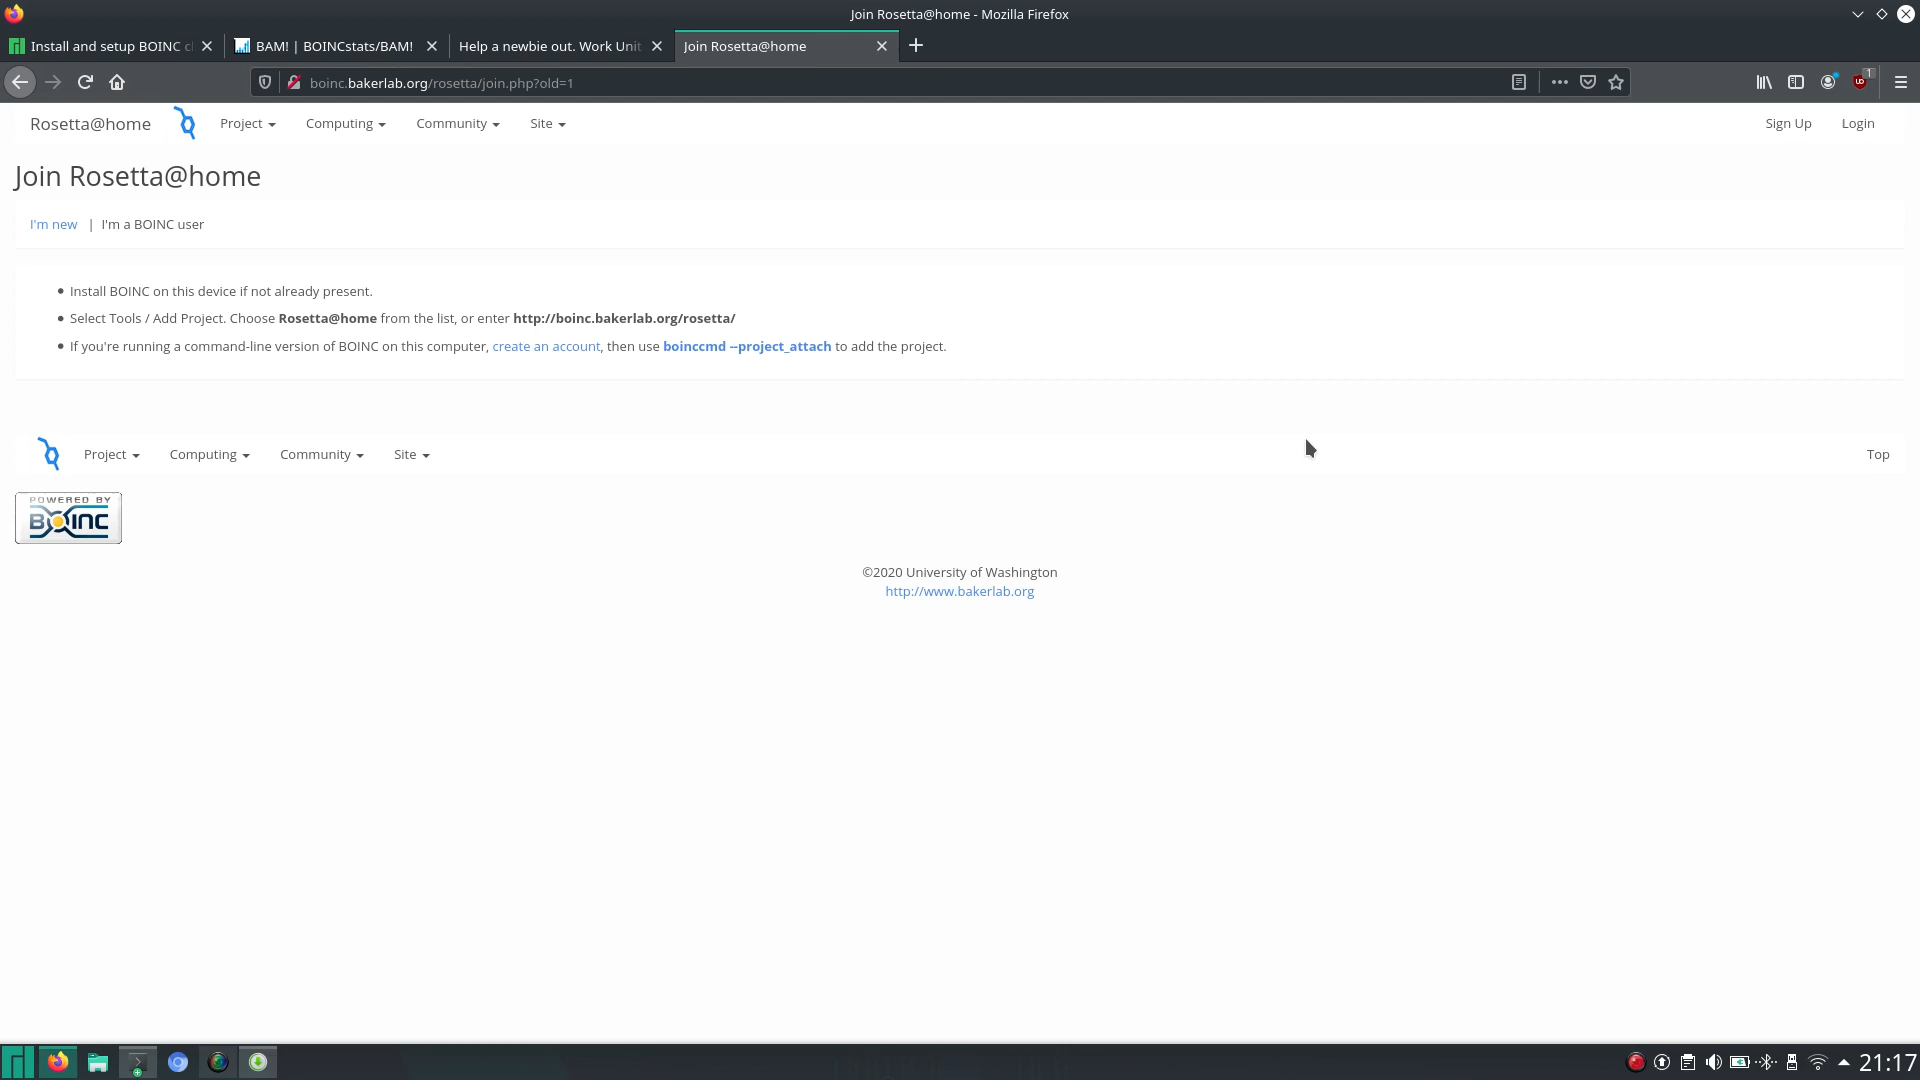 Join Rosetta@home - Mozilla Firefox
Install and setup BOINC cl
BAM! | BOINCstats/BAM!
Help a newbie out. Work Unit
Join Rosetta@home
boinc.bakerlab.org/rosetta/join.php?old=1
1
Rosetta@home
Project
Computing
Community
Site
Sign Up
Login
Join Rosetta@home
I'm new | I'm a BOINC user
Install BOINC on this device if not already present.
Select Tools / Add Project. Choose Rosetta@home from the list, or enter http://boinc.bakerlab.org/rosetta/
If you're running a command-line version of BOINC on this computer, create an account, then use boinccmd --project_attach to add the project.
Project
Computing
Community
Site
Top
POWERED BY
BOINC
©2020 University of Washington
http://www.bakerlab.org
21:17